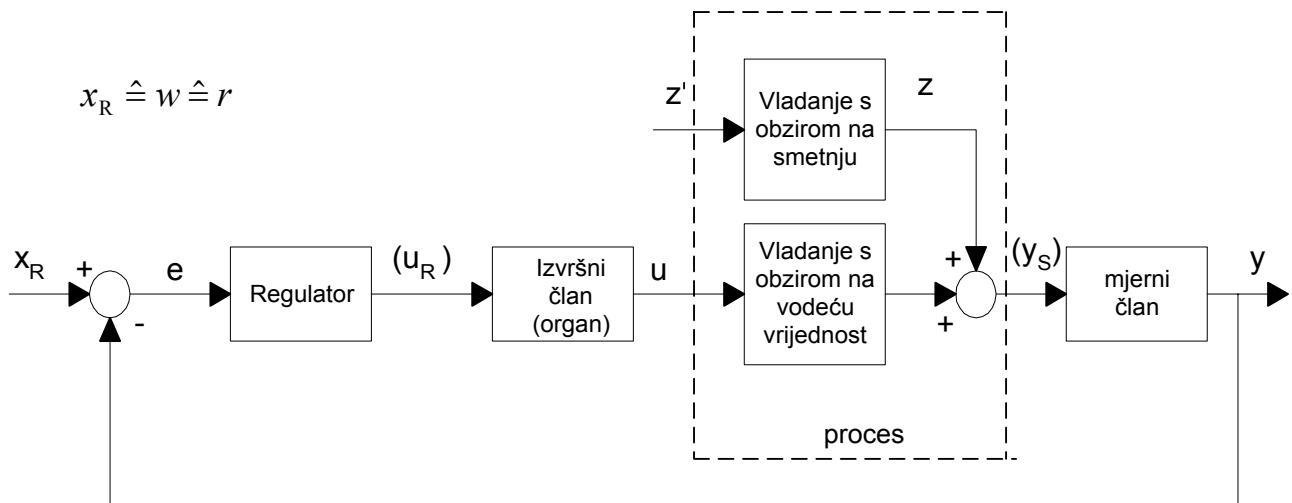 x_R ≙ w ≙ r
z'
Vladanje s
obzirom na
smetnju
z
x_R
+
-
e
Regulator
(u_R)
Izvršni
član
(organ)
u
Vladanje s
obzirom na
vodeću
vrijednost
+
+
(y_S)
mjerni
član
y
proces